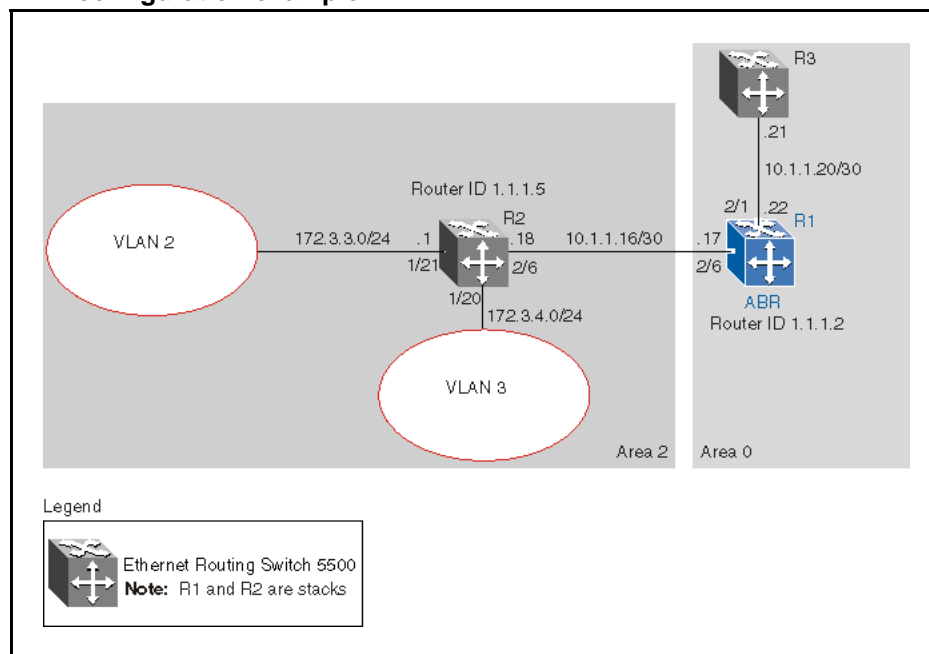 R3
.21
10.1.1.20/30
Router ID 1.1.1.5
2/1 .22
R1
R2
VLAN 2
172.3.3.0/24 .1
.18 10.1.1.16/30 .17
1/21
2/6
2/6
1/20
ABR
172.3.4.0/24
Router ID 1.1.1.2
VLAN 3
Area 2
Area 0
Legend
Ethernet Routing Switch 5500
Note: R1 and R2 are stacks